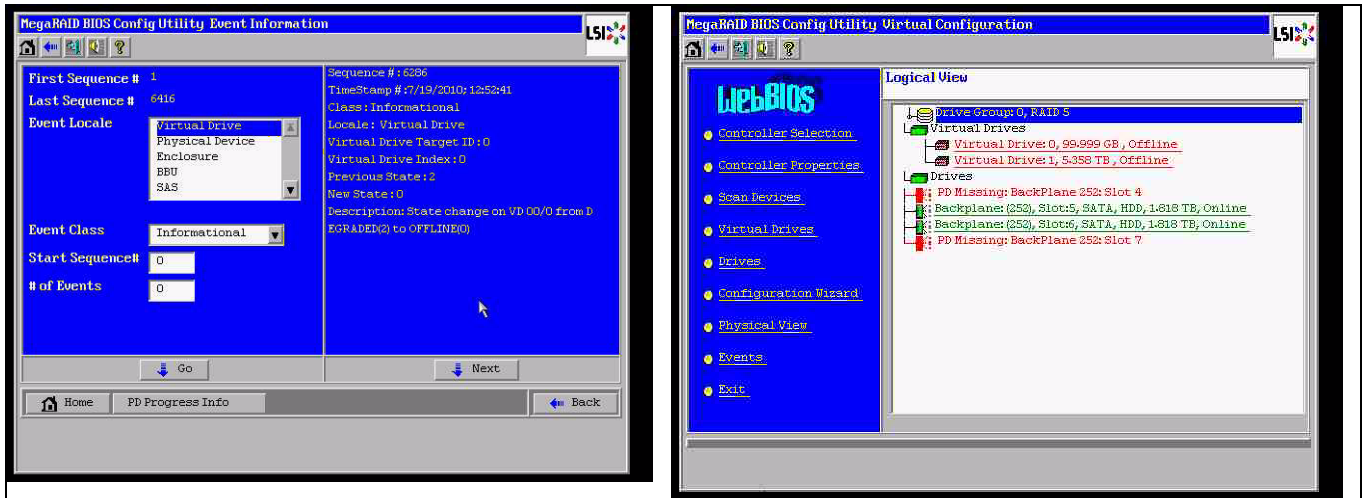 MegaRAID BIOS Config Utility Event Information
LSI
First Sequence # 1
Last Sequence # 6416
Event Locale
Virtual Drive
Physical Device
Enclosure
BBU
SAS
Event Class Informational
Start Sequence# 0
# of Events 0
Sequence #:6286
TimeStamp #:7/19/2010; 12:52:41
Class: Informational
Locale: Virtual Drive
Virtual Drive Target ID: 0
Virtual Drive Index: 0
Previous State: 2
New State: 0
Description: State change on VD 00/0 from D
EGRADED(2) to OFFLINE(0)
Go
Next
Home
PD Progress Info
Back
MegaRAID BIOS Config Utility Virtual Configuration
LSI
WebBIOS
Controller Selection
Controller Properties
Scan Devices
Virtual Drives
Drives
Configuration Wizard
Physical View
Events
Exit
Logical View
Drive Group: 0, RAID 5
Virtual Drives
Virtual Drive: 0, 99.999 GB , Offline
Virtual Drive: 1, 5.358 TB , Offline
Drives
PD Missing: BackPlane 252: Slot 4
Backplane: (252), Slot:5, SATA, HDD, 1.818 TB, Online
Backplane: (252), Slot:6, SATA, HDD, 1.818 TB, Online
PD Missing: BackPlane 252: Slot 7